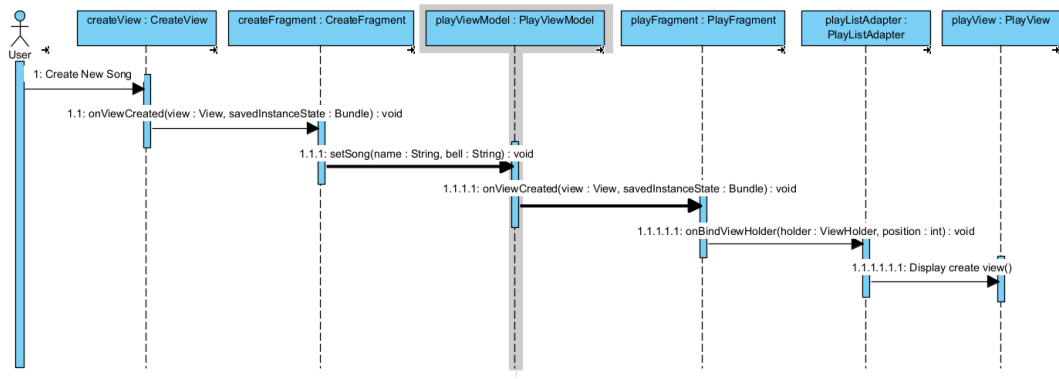 createView : CreateView
createFragment : CreateFragment
playViewModel : PlayViewModel
playFragment : PlayFragment
playListAdapter :
PlayListAdapter
playView : PlayView
User
1: Create New Song
1.1: onViewCreated(view : View, savedInstanceState : Bundle) : void
1.1.1: setSong(name : String, bell : String) : void
1.1.1.1: onViewCreated(view : View, savedInstanceState : Bundle) : void
1.1.1.1.1: onBindViewHolder(holder : ViewHolder, position : int) : void
1.1.1.1.1.1: Display create view()